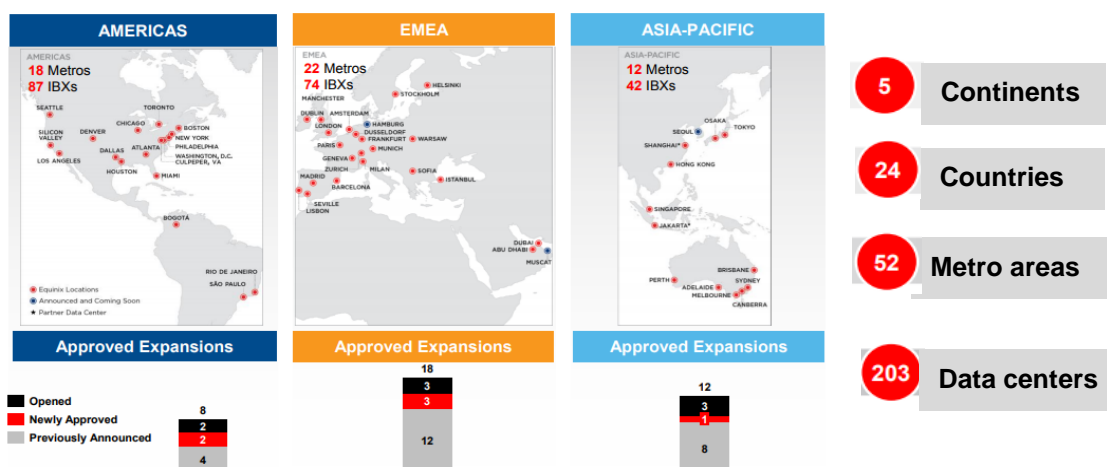 AMERICAS
AMERICAS
18 Metros
87 IBXs
SEATTLE
TORONTO
CHICAGO
BOSTON
SILICON
VALLEY
DENVER
NEW YORK
PHILADELPHIA
DALLAS
ATLANTA
WASHINGTON, D.C.
CULPEPER, VA
LOS ANGELES
HOUSTON
MIAMI
BOGOTÁ
RIO DE JANEIRO
SÃO PAULO
Equinix Locations
Announced and Coming Soon
★ Partner Data Center
EMEA
EMEA
22 Metros
74 IBXs
HELSINKI
STOCKHOLM
MANCHESTER
DUBLIN
AMSTERDAM
HAMBURG
LONDON
DUSSELDORF
FRANKFURT
WARSAW
PARIS
MUNICH
GENEVA
ZURICH
MILAN
SOFIA
MADRID
BARCELONA
ISTANBUL
SEVILLE
LISBON
DUBAI
ABU DHABI
MUSCAT
ASIA-PACIFIC
ASIA-PACIFIC
12 Metros
42 IBXs
OSAKA
SEOUL
TOKYO
SHANGHAI*
HONG KONG
SINGAPORE
JAKARTA*
BRISBANE
PERTH
SYDNEY
ADELAIDE
MELBOURNE
CANBERRA
5 Continents
24 Countries
52 Metro areas
203 Data centers
Approved Expansions
Opened
Newly Approved
Previously Announced
8
2
2
4
Approved Expansions
18
3
3
12
Approved Expansions
12
3
1
8